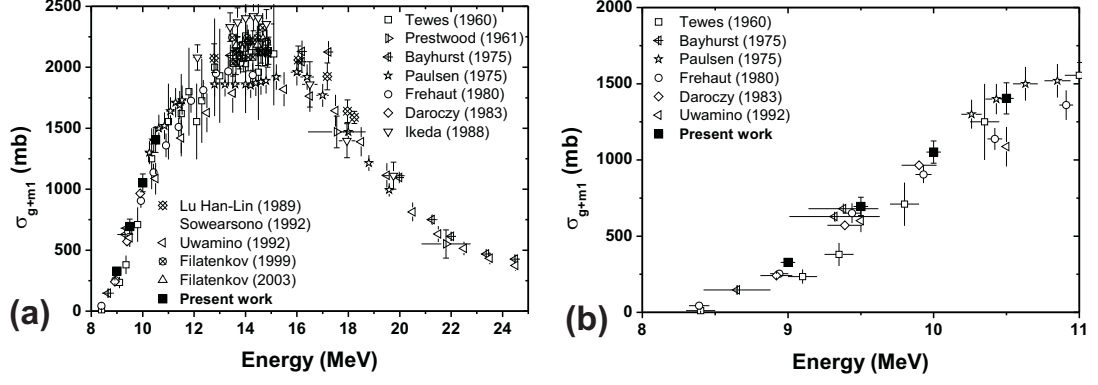 2500
2000
1500
1000
500
0
σg+m1 (mb)
Tewes (1960)
Prestwood (1961)
Bayhurst (1975)
Paulsen (1975)
Frehaut (1980)
Daroczy (1983)
Ikeda (1988)
Lu Han-Lin (1989)
Sowearsono (1992)
Uwamino (1992)
Filatenkov (1999)
Filatenkov (2003)
Present work
8 10 12 14 16 18 20 22 24
Energy (MeV)
(a)
2000
1500
1000
500
0
σg+m1 (mb)
Tewes (1960)
Bayhurst (1975)
Paulsen (1975)
Frehaut (1980)
Daroczy (1983)
Uwamino (1992)
Present work
8 9 10 11
Energy (MeV)
(b)